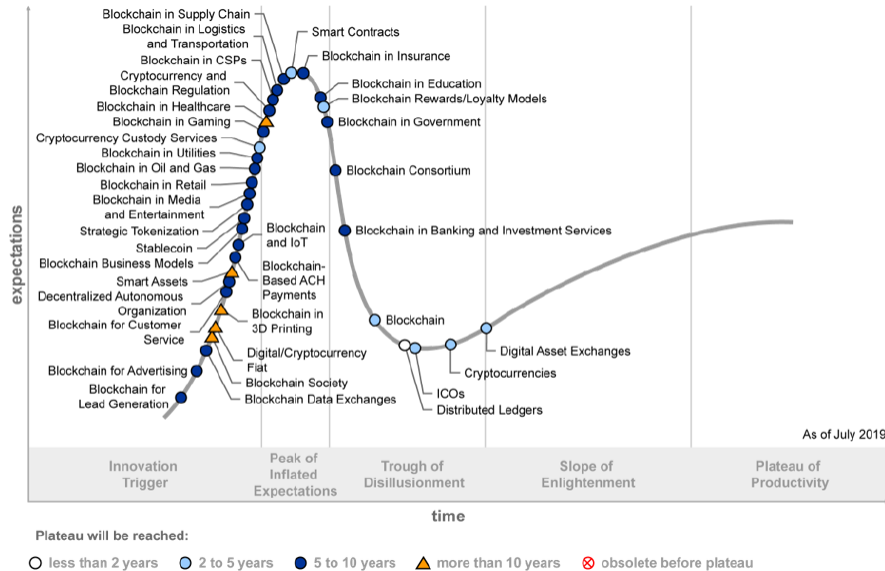 Blockchain in Supply Chain
Blockchain in Logistics
and Transportation
Blockchain in CSPs
Cryptocurrency and
Blockchain Regulation
Blockchain in Healthcare
Blockchain in Gaming
Cryptocurrency Custody Services
Blockchain in Utilities
Blockchain in Oil and Gas
Blockchain in Retail
Blockchain in Media
and Entertainment
Strategic Tokenization
Stablecoin
Blockchain Business Models
Smart Assets
Decentralized Autonomous
Organization
Blockchain for Customer
Service
Blockchain for Advertising
Blockchain for
Lead Generation
Smart Contracts
Blockchain in Insurance
Blockchain in Education
Blockchain Rewards/Loyalty Models
Blockchain in Government
Blockchain Consortium
Blockchain in Banking and Investment Services
Blockchain
and IoT
Blockchain-
Based ACH
Payments
Blockchain in
3D Printing
Digital/Cryptocurrency
Fiat
Blockchain Society
Blockchain Data Exchanges
Blockchain
Digital Asset Exchanges
Cryptocurrencies
ICOs
Distributed Ledgers
As of July 2019
expectations
Innovation
Trigger
Peak of
Inflated
Expectations
Trough of
Disillusionment
Slope of
Enlightenment
Plateau of
Productivity
time
Plateau will be reached:
less than 2 years
2 to 5 years
5 to 10 years
more than 10 years
obsolete before plateau